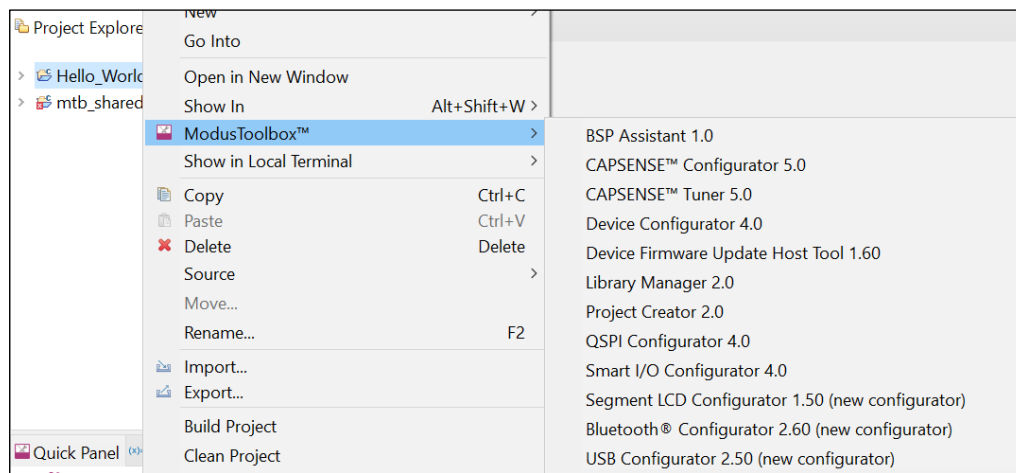 Project Explore
New
Go Into
Hello_World
Open in New Window
mtb_shared
Show In Alt+Shift+W >
ModusToolbox™ >
Show in Local Terminal >
Copy Ctrl+C
Paste Ctrl+V
Delete Delete
Source >
Move...
Rename... F2
Import...
Export...
Build Project
Clean Project
Quick Panel (x)=
BSP Assistant 1.0
CAPSENSE™ Configurator 5.0
CAPSENSE™ Tuner 5.0
Device Configurator 4.0
Device Firmware Update Host Tool 1.60
Library Manager 2.0
Project Creator 2.0
QSPI Configurator 4.0
Smart I/O Configurator 4.0
Segment LCD Configurator 1.50 (new configurator)
Bluetooth® Configurator 2.60 (new configurator)
USB Configurator 2.50 (new configurator)